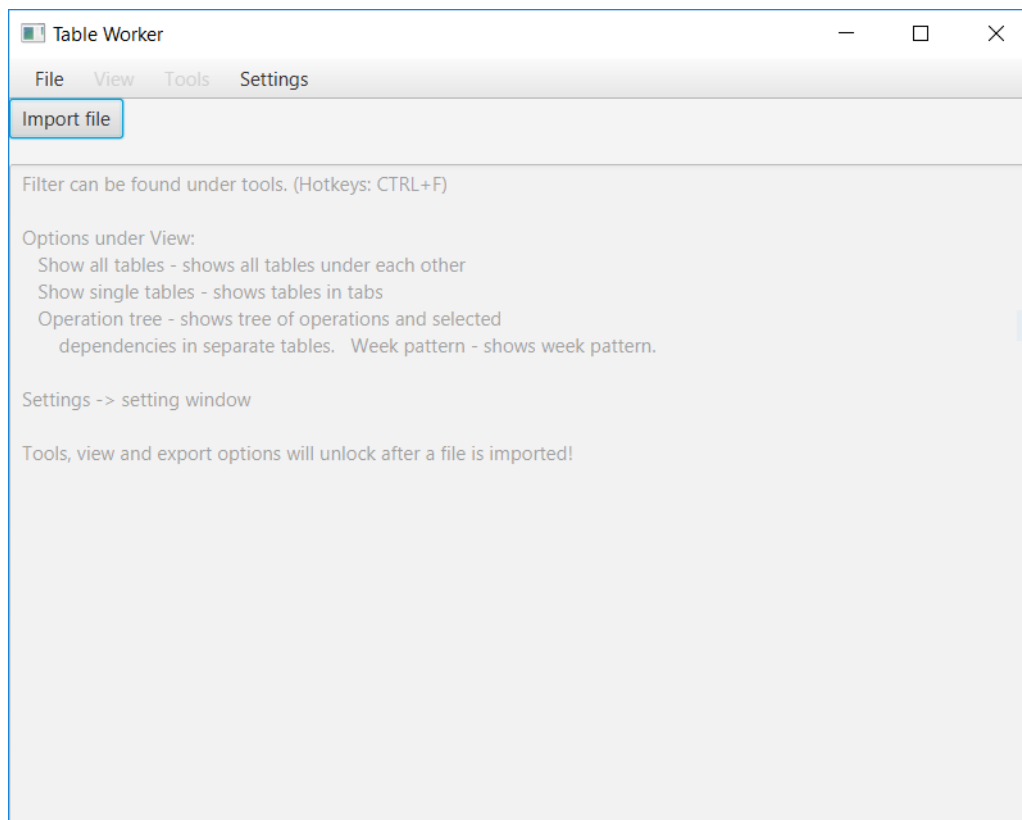 Table Worker
File View Tools Settings
Import file
Filter can be found under tools. (Hotkeys: CTRL+F)
Options under View:
Show all tables - shows all tables under each other
Show single tables - shows tables in tabs
Operation tree - shows tree of operations and selected
dependencies in separate tables. Week pattern - shows week pattern.
Settings -> setting window
Tools, view and export options will unlock after a file is imported!